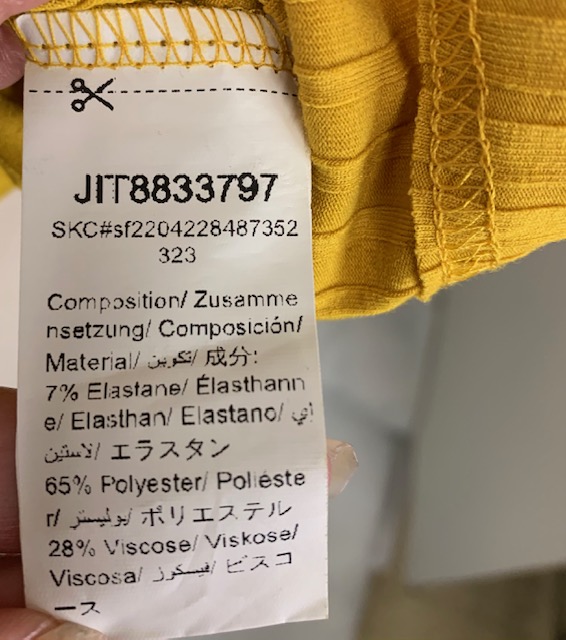 JIT8833797
SKC#sf2204228487352
323
Composition/ Zusamme
nsetzung/ Composición/
Material/ تكوين/ 成分:
7% Elastane/ Élasthann
e/ Elasthan/ Elastano/ إي
لاستين/ エラスタン
65% Polyester/ Poliéste
r/ بوليستر/ ポリエステル
28% Viscose/ Viskose/
Viscosa/ فيسكوز/ ビスコ
ース